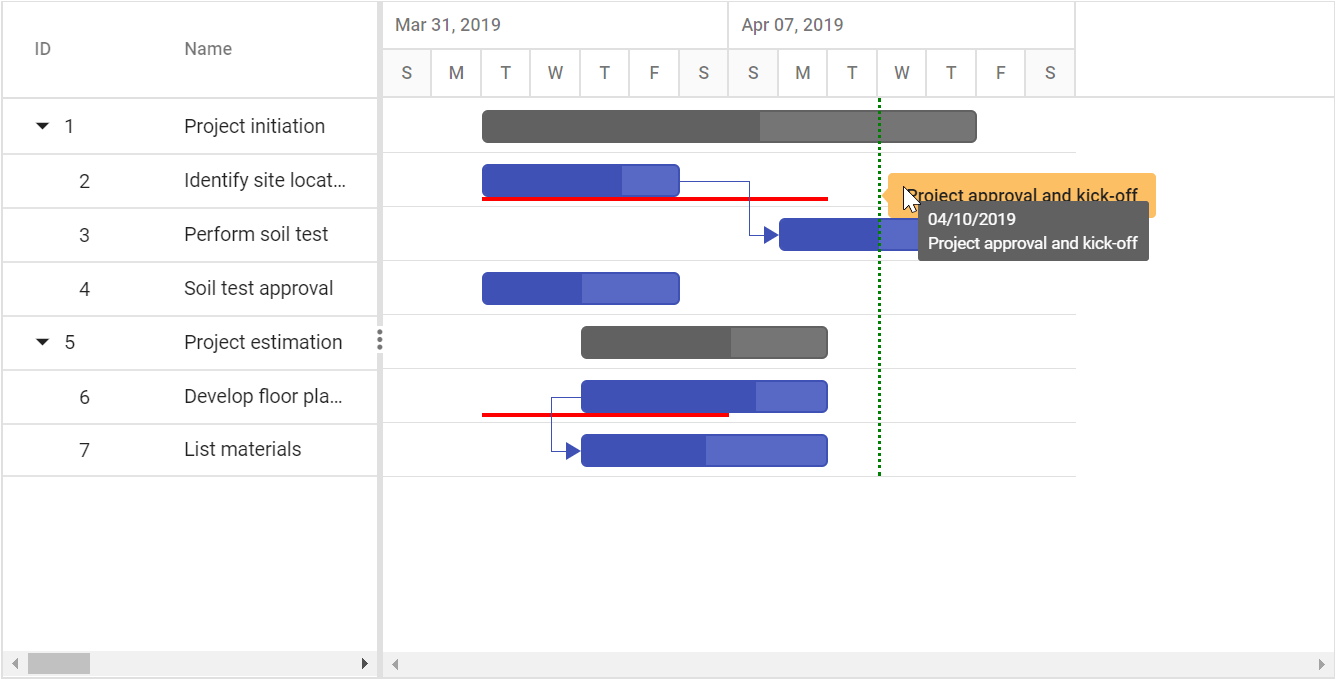 ID Name
Mar 31, 2019 Apr 07, 2019
S M T W T F S S M T W T F S
1 Project initiation
2 Identify site locat...
3 Perform soil test
4 Soil test approval
5 Project estimation
6 Develop floor pla...
7 List materials
Project approval and kick-off
04/10/2019
Project approval and kick-off